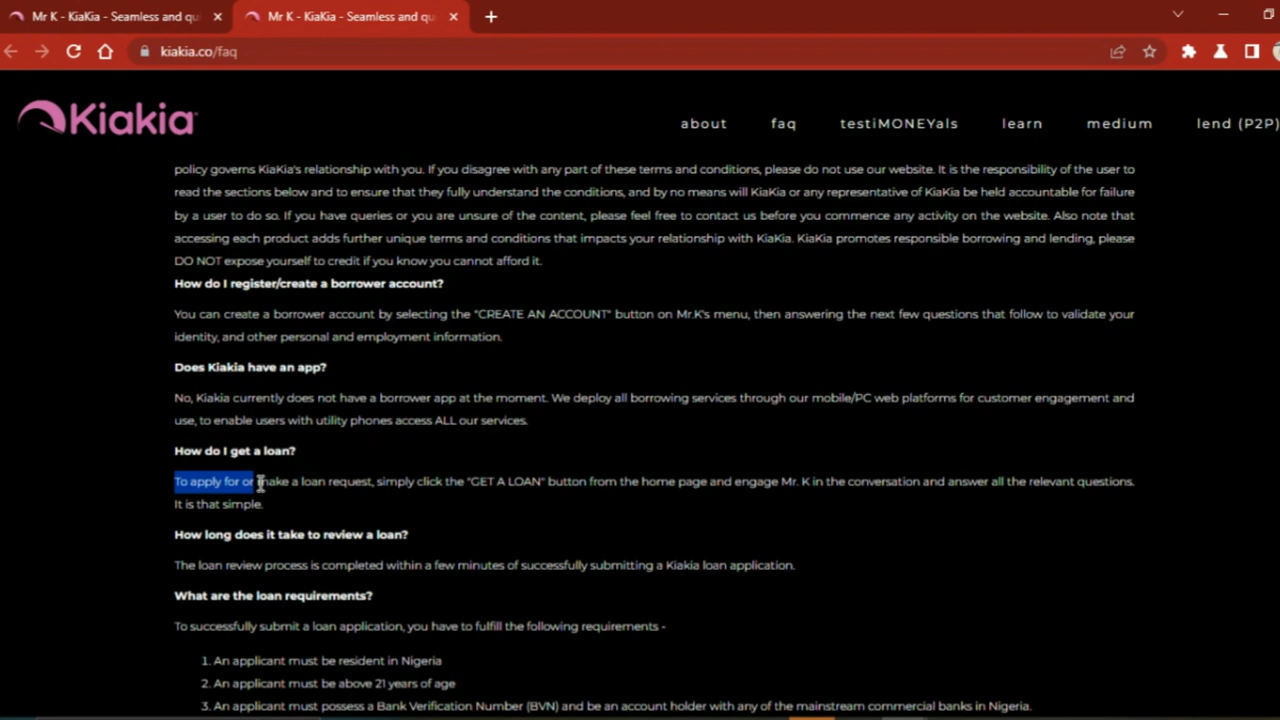 Mr K - KiaKia - Seamless and qu
Mr K - KiaKia - Seamless and qu
kiakia.co/faq
Kiakia
about faq testiMONEYals learn medium lend (P2P)
policy governs KiaKia's relationship with you. If you disagree with any part of these terms and conditions, please do not use our website. It is the responsibility of the user to
read the sections below and to ensure that they fully understand the conditions, and by no means will KiaKia or any representative of KiaKia be held accountable for failure
by a user to do so. If you have queries or you are unsure of the content, please feel free to contact us before you commence any activity on the website. Also note that
accessing each product adds further unique terms and conditions that impacts your relationship with KiaKia. KiaKia promotes responsible borrowing and lending, please
DO NOT expose yourself to credit if you know you cannot afford it.
How do I register/create a borrower account?
You can create a borrower account by selecting the "CREATE AN ACCOUNT" button on Mr.K's menu, then answering the next few questions that follow to validate your
identity, and other personal and employment information.
Does Kiakia have an app?
No, Kiakia currently does not have a borrower app at the moment. We deploy all borrowing services through our mobile/PC web platforms for customer engagement and
use, to enable users with utility phones access ALL our services.
How do I get a loan?
To apply for or make a loan request, simply click the "GET A LOAN" button from the home page and engage Mr. K in the conversation and answer all the relevant questions.
It is that simple.
How long does it take to review a loan?
The loan review process is completed within a few minutes of successfully submitting a Kiakia loan application.
What are the loan requirements?
To successfully submit a loan application, you have to fulfill the following requirements -
1. An applicant must be resident in Nigeria
2. An applicant must be above 21 years of age
3. An applicant must possess a Bank Verification Number (BVN) and be an account holder with any of the mainstream commercial banks in Nigeria.